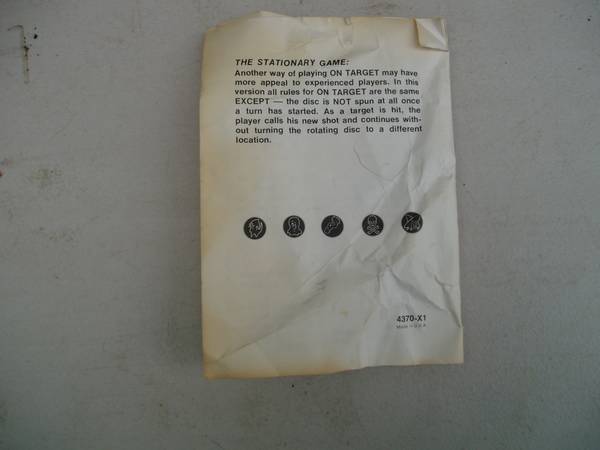 THE STATIONARY GAME:
Another way of playing ON TARGET may have
more appeal to experienced players. In this
version all rules for ON TARGET are the same
EXCEPT — the disc is NOT spun at all once
a turn has started. As a target is hit, the
player calls his new shot and continues with-
out turning the rotating disc to a different
location.
4370-X1
Made in U.S.A.